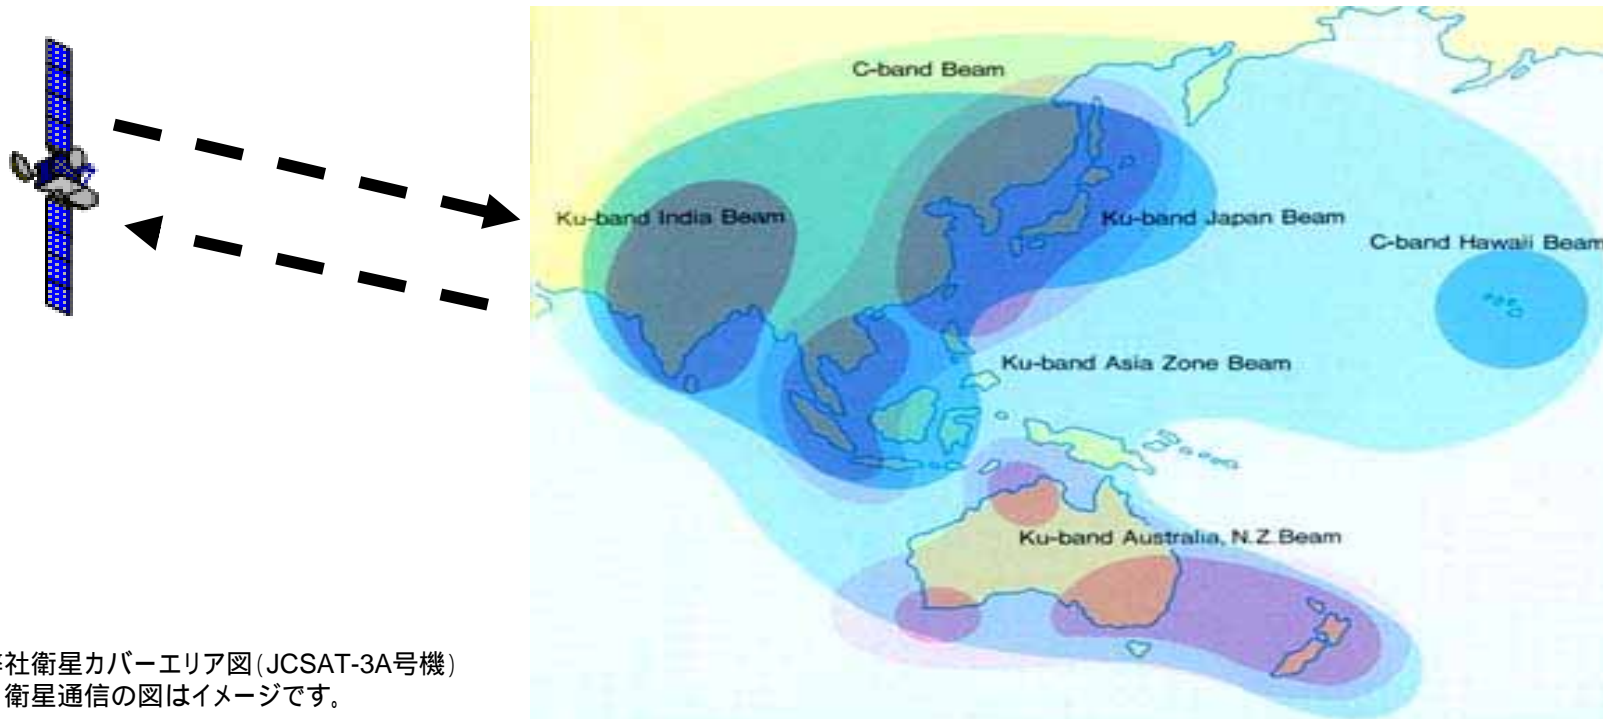 C-band Beam
Ku-band India Beam
Ku-band Japan Beam
C-band Hawaii Beam
Ku-band Asia Zone Beam
Ku-band Australia, N.Z.Beam
社衛星カバーエリア図(JCSAT-3A号機)
衛星通信の図はイメージです。